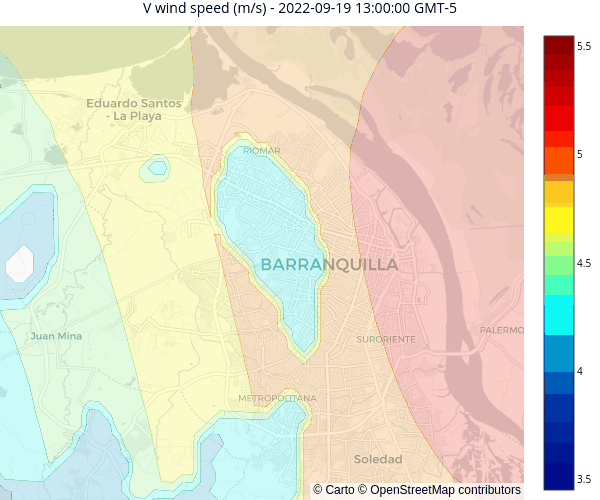 V wind speed (m/s) - 2022-09-19 13:00:00 GMT-5
5.5
Eduardo Santos
- La Playa
RIOMAR
5
BARRANQUILLA
4.5
Juan Mina
SURORIENTE
PALERMO
4
METROPOLITANA
Soledad
3.5
© Carto © OpenStreetMap contributors